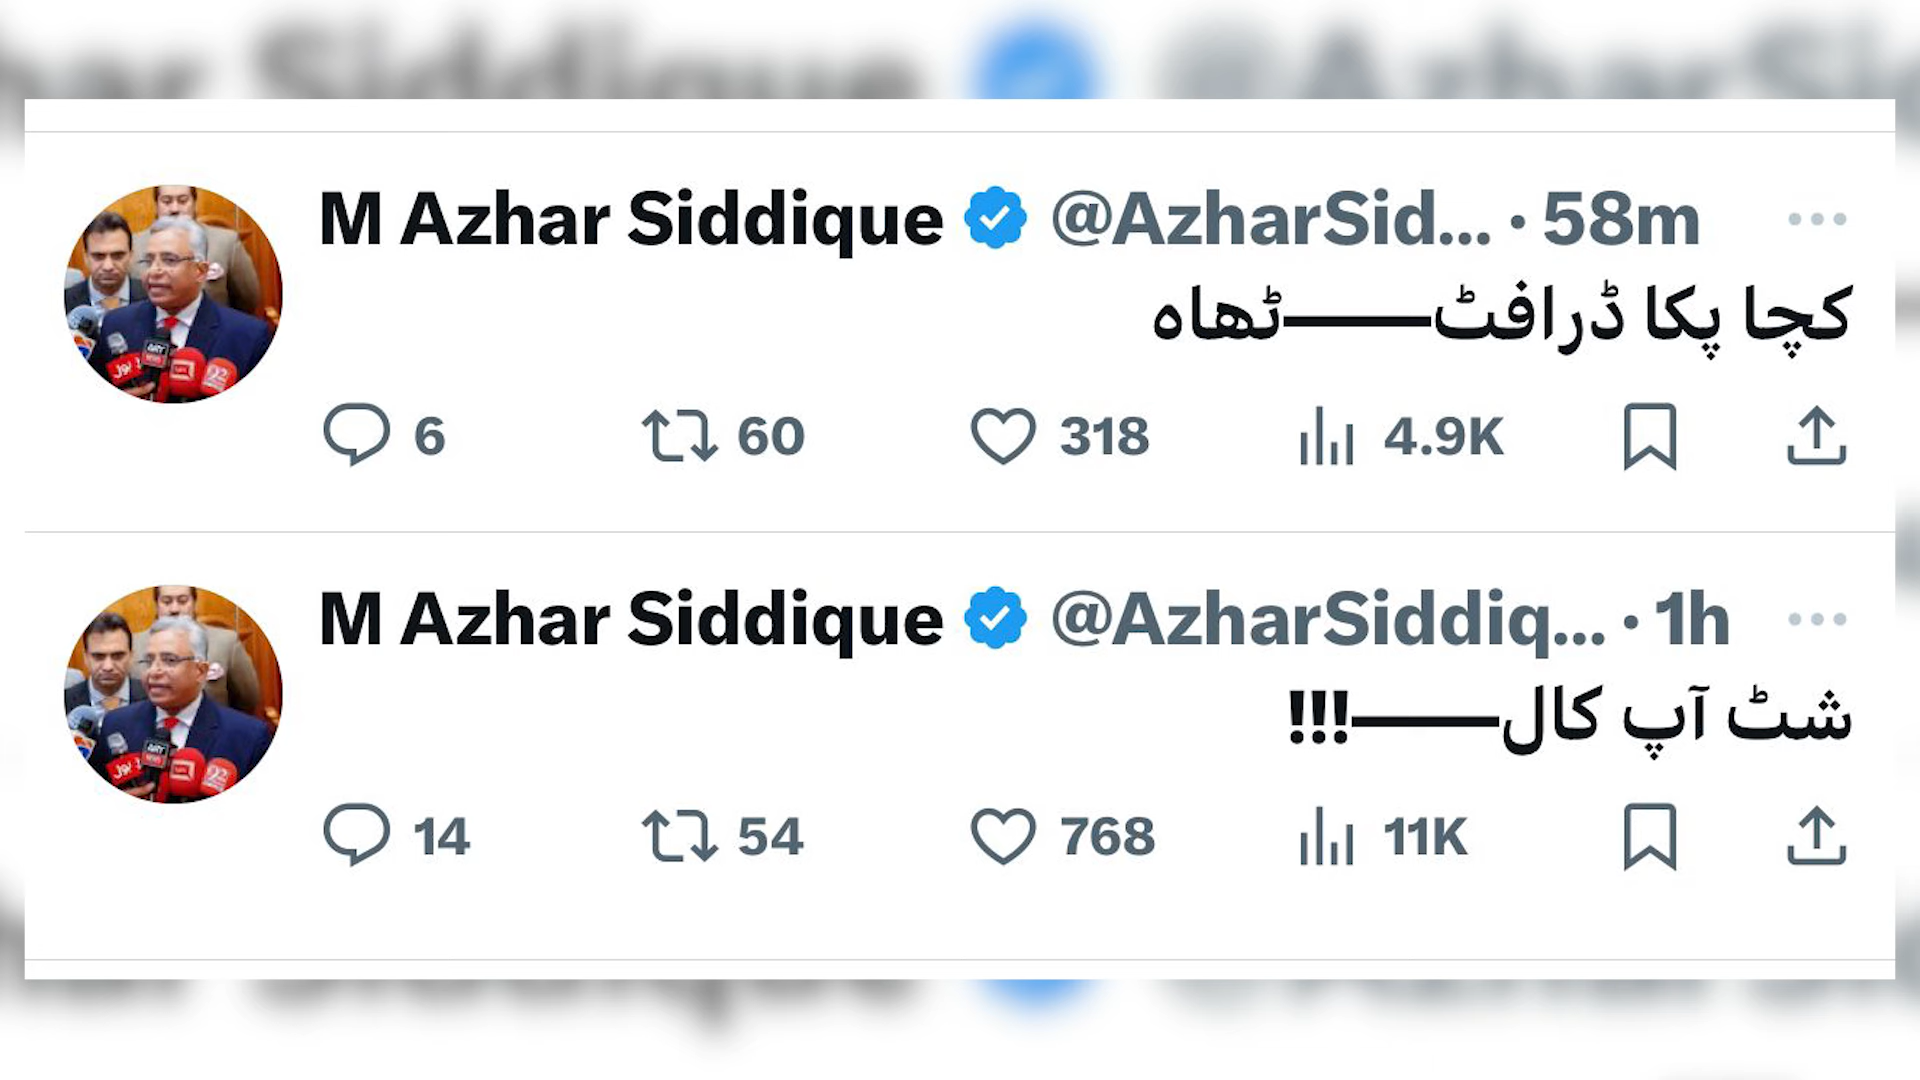 M Azhar Siddique @AzharSid... · 58m
کچا پکا ڈرافٹ——ٹھاہ
6 60 318 4.9K
M Azhar Siddique @AzharSiddiq... · 1h
شٹ آپ کال——!!!
14 54 768 11K